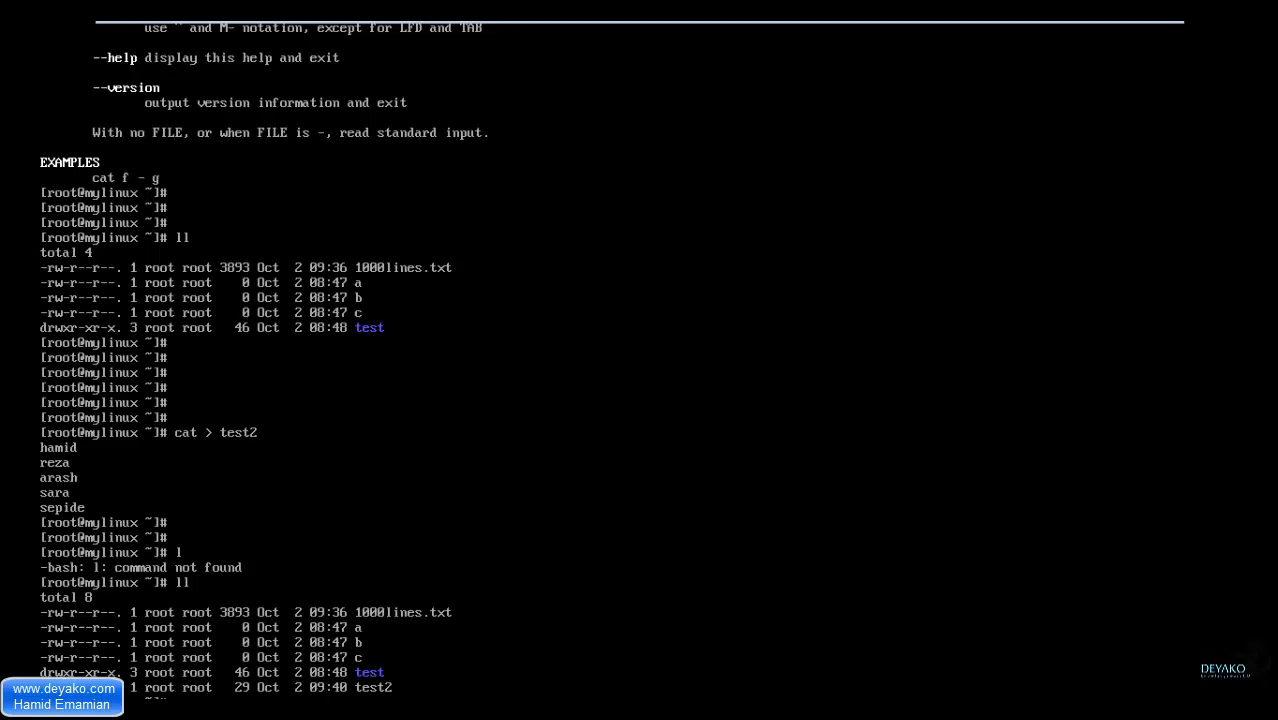 use ^ and M- notation, except for LFD and TAB
--help display this help and exit
--version
output version information and exit
With no FILE, or when FILE is -, read standard input.
EXAMPLES
cat f - g
[root@mylinux ~]#
[root@mylinux ~]#
[root@mylinux ~]#
[root@mylinux ~]# ll
total 4
-rw-r--r--. 1 root root 3893 Oct  2 09:36 1000lines.txt
-rw-r--r--. 1 root root    0 Oct  2 08:47 a
-rw-r--r--. 1 root root    0 Oct  2 08:47 b
-rw-r--r--. 1 root root    0 Oct  2 08:47 c
drwxr-xr-x. 3 root root   46 Oct  2 08:48 test
[root@mylinux ~]#
[root@mylinux ~]#
[root@mylinux ~]#
[root@mylinux ~]#
[root@mylinux ~]#
[root@mylinux ~]#
[root@mylinux ~]# cat > test2
hamid
reza
arash
sara
sepide
[root@mylinux ~]#
[root@mylinux ~]#
[root@mylinux ~]# l
-bash: l: command not found
[root@mylinux ~]# ll
total 8
-rw-r--r--. 1 root root 3893 Oct  2 09:36 1000lines.txt
-rw-r--r--. 1 root root    0 Oct  2 08:47 a
-rw-r--r--. 1 root root    0 Oct  2 08:47 b
-rw-r--r--. 1 root root    0 Oct  2 08:47 c
drwxr-xr-x. 3 root root   46 Oct  2 08:48 test
1 root root   29 Oct  2 09:40 test2
~]#
www.deyako.com
Hamid Emamian
DEYAKO